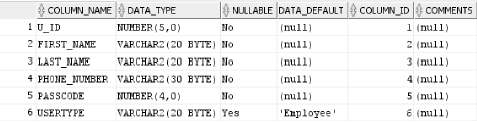 COLUMN_NAME DATA_TYPE NULLABLE DATA_DEFAULT COLUMN_ID COMMENTS
1 U_ID NUMBER(5,0) No (null) 1 (null)
2 FIRST_NAME VARCHAR2(20 BYTE) No (null) 2 (null)
3 LAST_NAME VARCHAR2(20 BYTE) No (null) 3 (null)
4 PHONE_NUMBER VARCHAR2(30 BYTE) No (null) 4 (null)
5 PASSCODE NUMBER(4,0) No (null) 5 (null)
6 USERTYPE VARCHAR2(20 BYTE) Yes 'Employee' 6 (null)